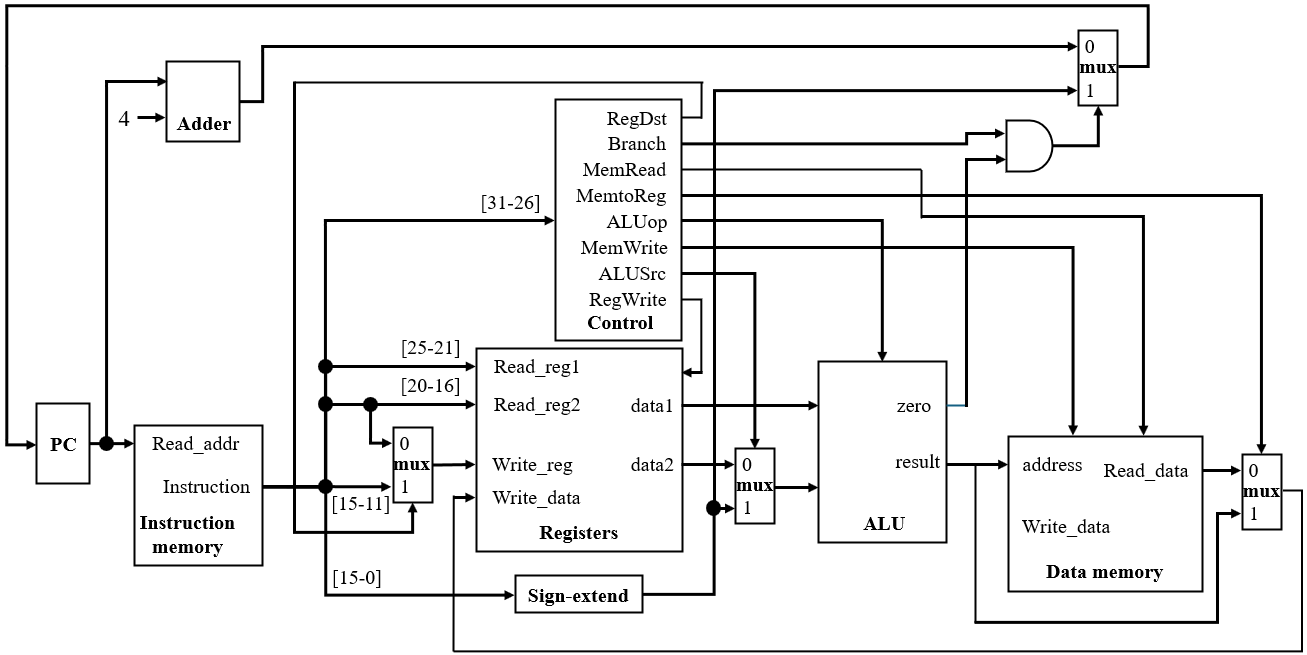 0
mux
1
4
Adder
RegDst
Branch
MemRead
MemtoReg
ALUop
MemWrite
ALUSrc
RegWrite
Control
[31-26]
[25-21]
[20-16]
[15-11]
[15-0]
PC
Read_addr
Instruction
Instruction
memory
0
mux
1
Read_reg1
Read_reg2
Write_reg
Write_data
data1
data2
Registers
Sign-extend
0
mux
1
zero
result
ALU
address
Read_data
Write_data
Data memory
0
mux
1